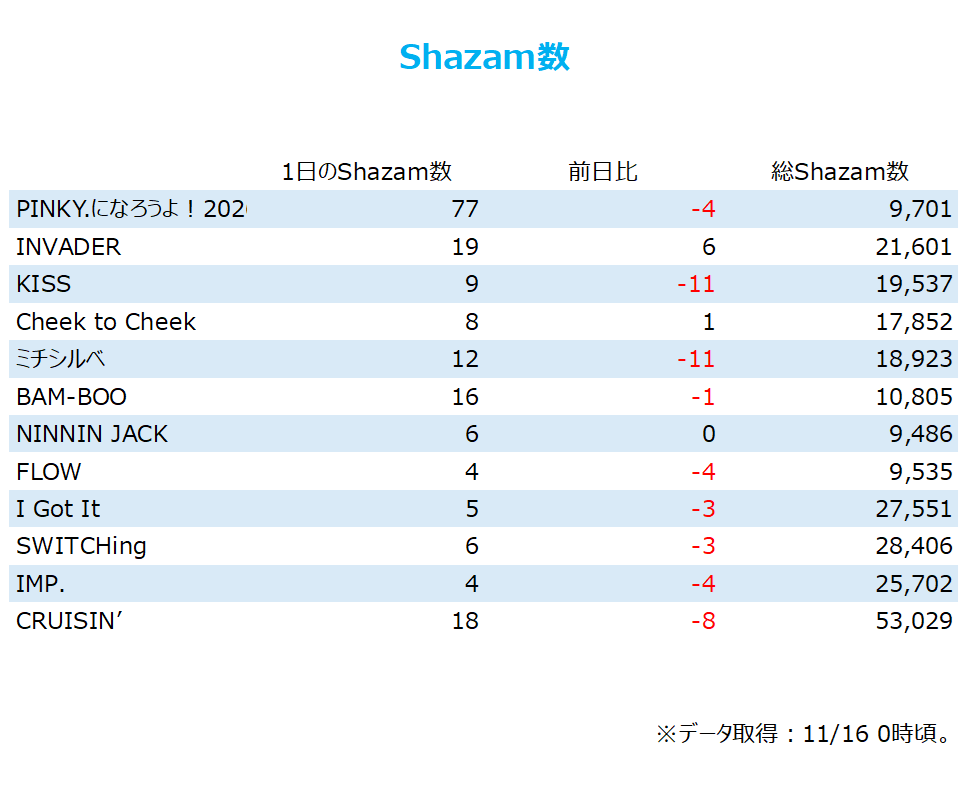 Shazam数
1日のShazam数 前日比 総Shazam数
PINKY.になろうよ！202 77 -4 9,701
INVADER 19 6 21,601
KISS 9 -11 19,537
Cheek to Cheek 8 1 17,852
ミチシルベ 12 -11 18,923
BAM-BOO 16 -1 10,805
NINNIN JACK 6 0 9,486
FLOW 4 -4 9,535
I Got It 5 -3 27,551
SWITCHing 6 -3 28,406
IMP. 4 -4 25,702
CRUISIN′ 18 -8 53,029
※データ取得：11/16 0時頃。